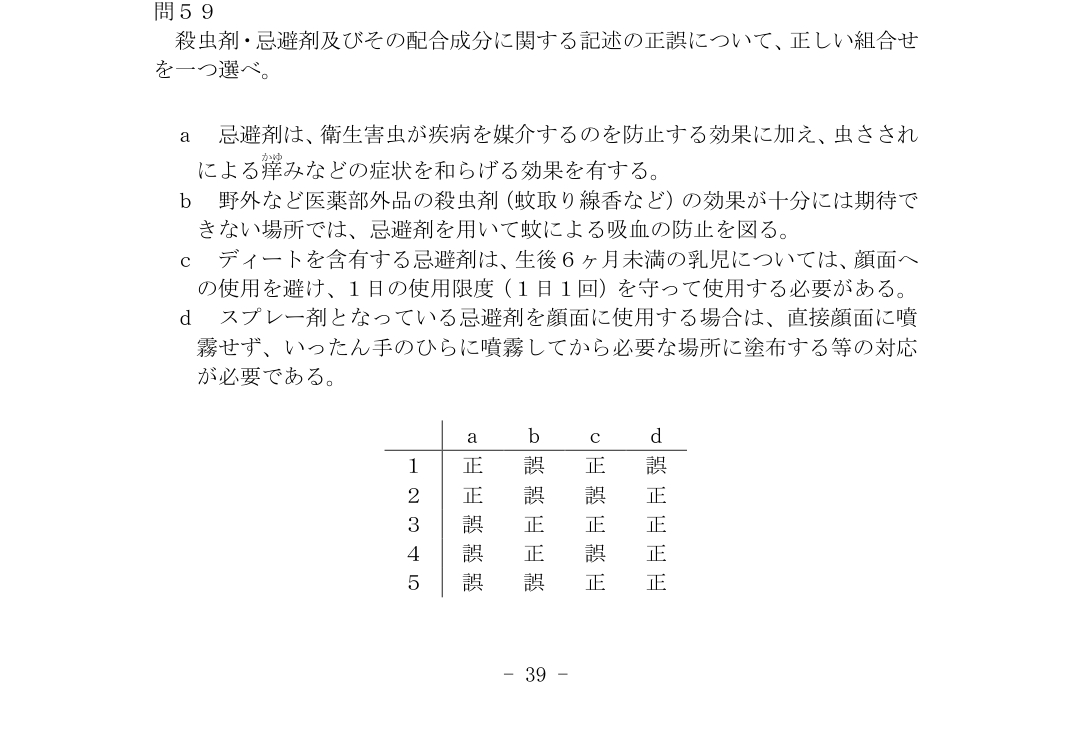 問５９
殺虫剤・忌避剤及びその配合成分に関する記述の正誤について、正しい組合せ
を一つ選べ。
a 忌避剤は、衛生害虫が疾病を媒介するのを防止する効果に加え、虫さされ
かゆ
による痒みなどの症状を和らげる効果を有する。
b 野外など医薬部外品の殺虫剤（蚊取り線香など）の効果が十分には期待で
きない場所では、忌避剤を用いて蚊による吸血の防止を図る。
c ディートを含有する忌避剤は、生後６ヶ月未満の乳児については、顔面へ
の使用を避け、１日の使用限度（１日１回）を守って使用する必要がある。
d スプレー剤となっている忌避剤を顔面に使用する場合は、直接顔面に噴
霧せず、いったん手のひらに噴霧してから必要な場所に塗布する等の対応
が必要である。
a b c d
1 正 誤 正 誤
2 正 誤 誤 正
3 誤 正 正 正
4 誤 正 誤 正
5 誤 誤 正 正
- 39 -